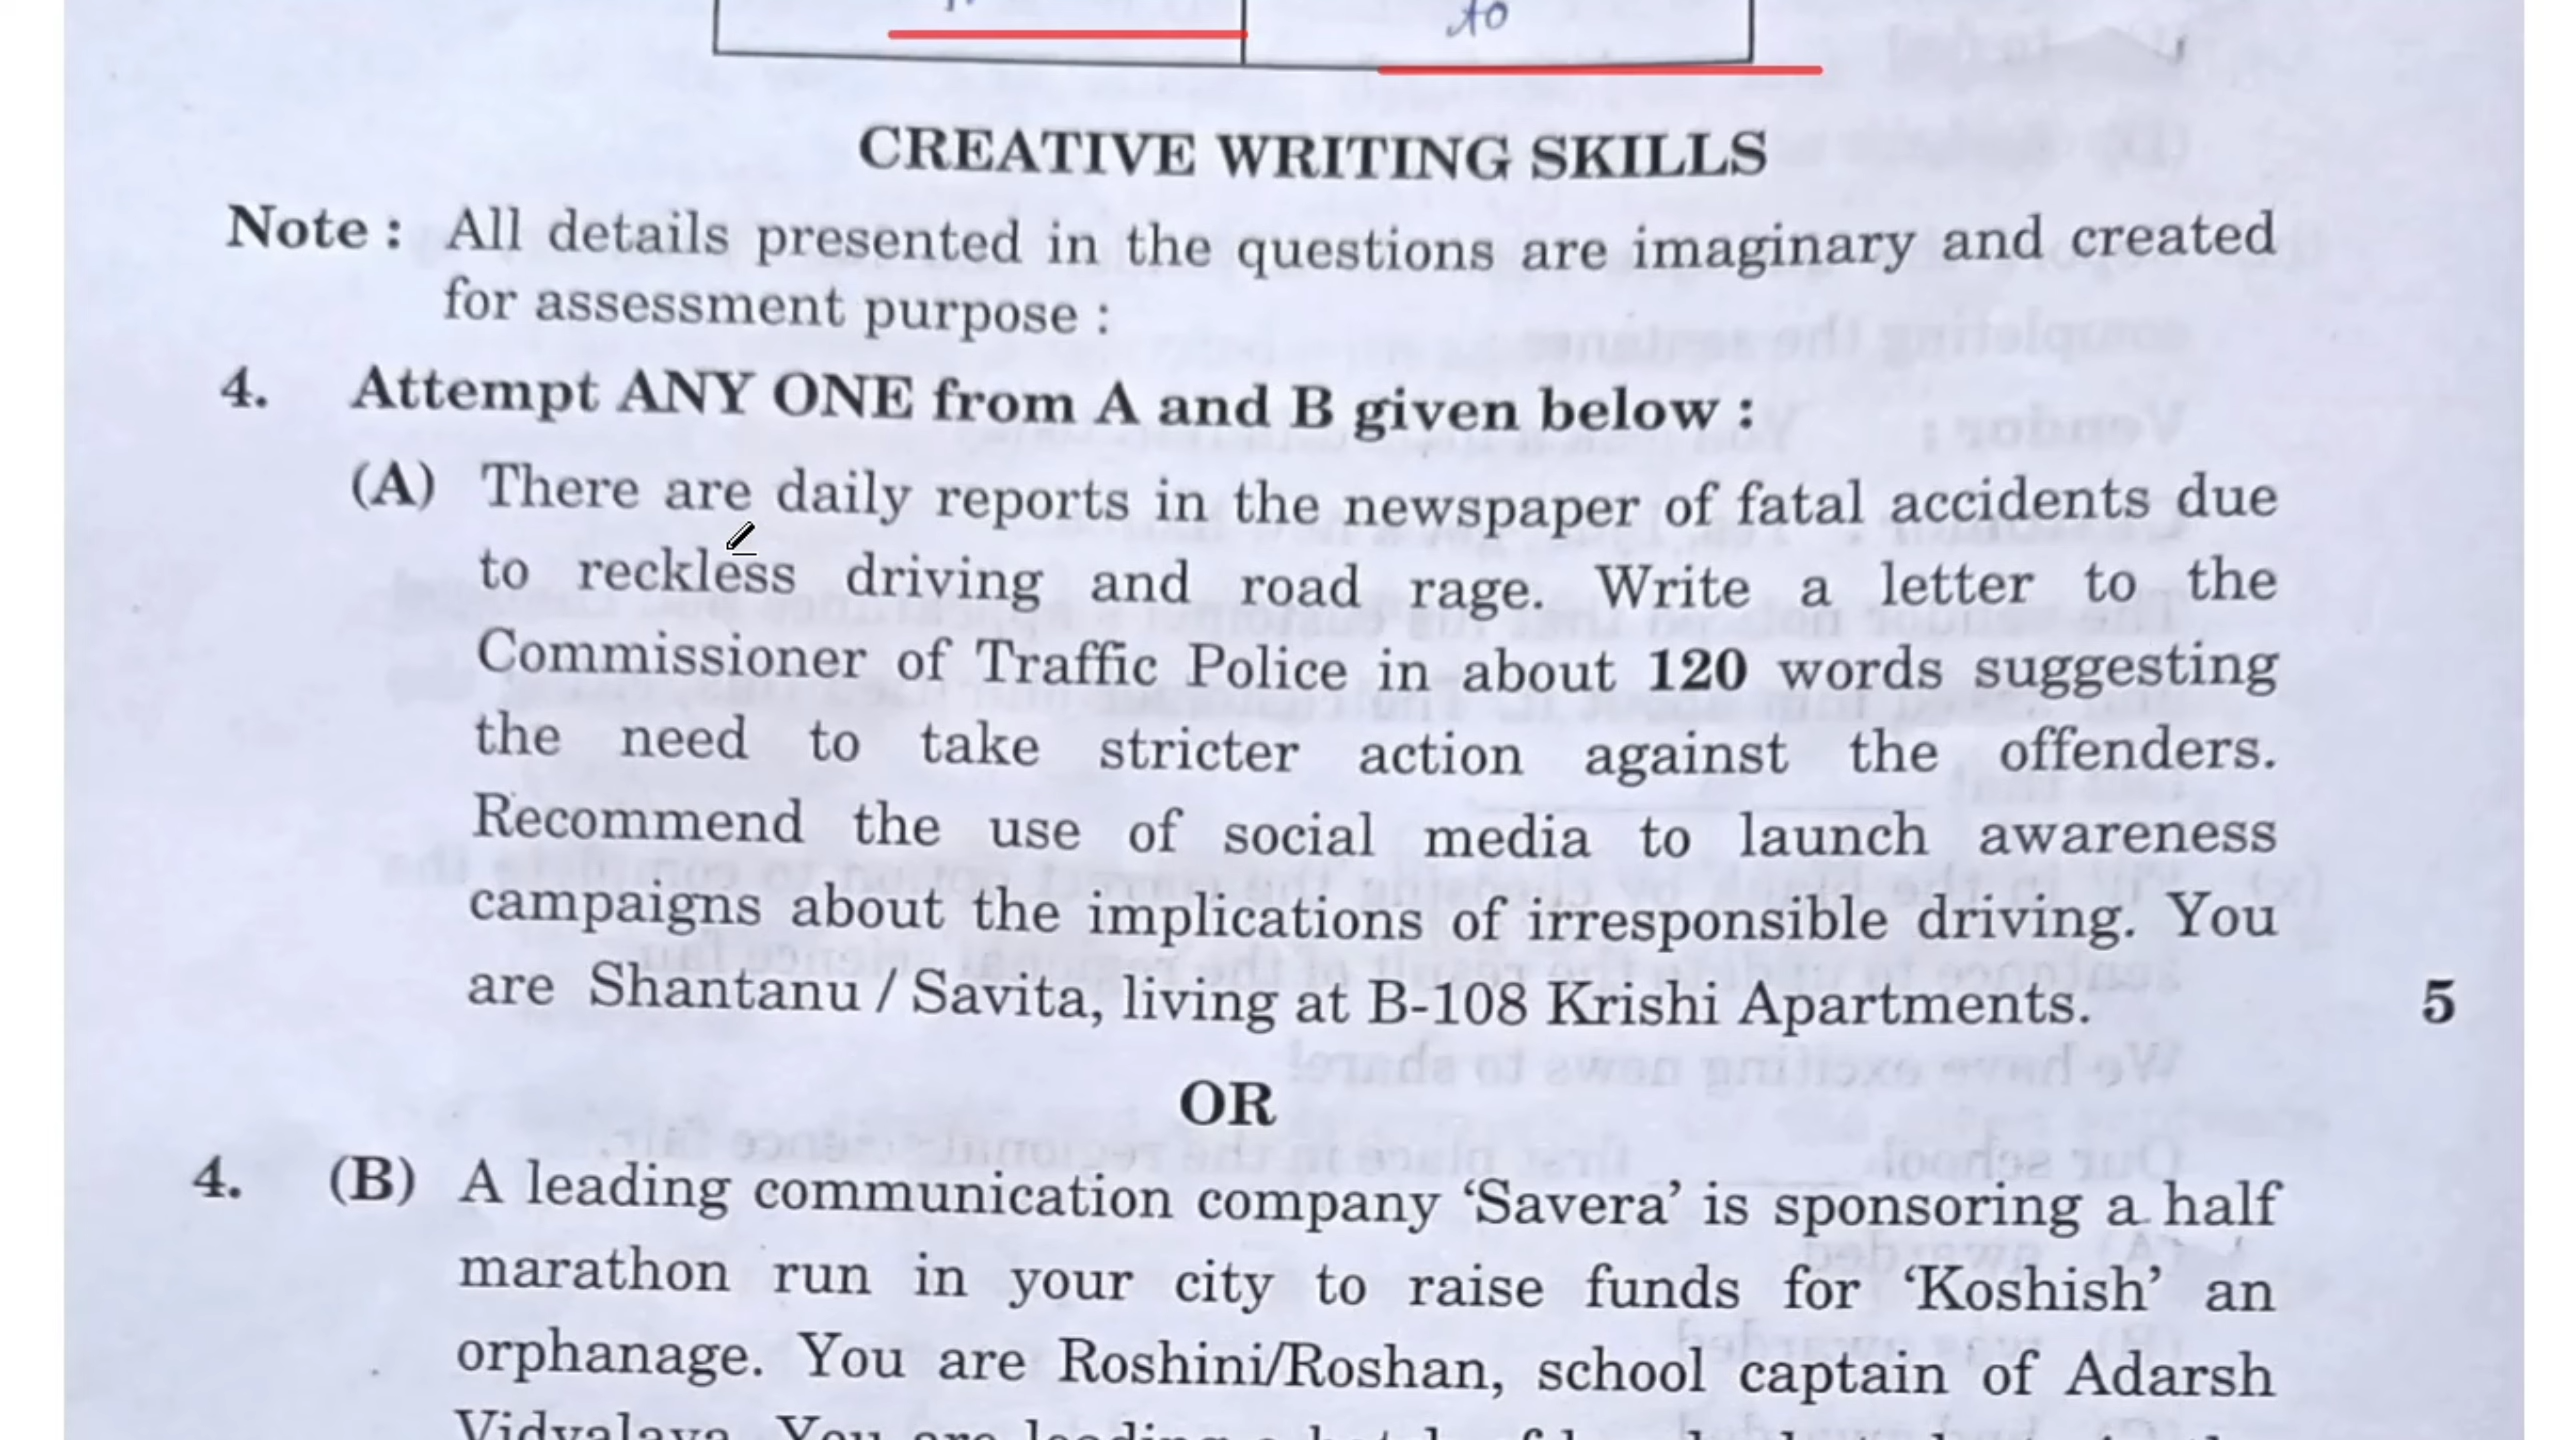 to
CREATIVE WRITING SKILLS
Note : All details presented in the questions are imaginary and created
for assessment purpose :
4. Attempt ANY ONE from A and B given below :
(A) There are daily reports in the newspaper of fatal accidents due
to reckless driving and road rage. Write a letter to the
Commissioner of Traffic Police in about 120 words suggesting
the need to take stricter action against the offenders.
Recommend the use of social media to launch awareness
campaigns about the implications of irresponsible driving. You
are Shantanu / Savita, living at B-108 Krishi Apartments. 5
OR
4. (B) A leading communication company ‘Savera’ is sponsoring a half
marathon run in your city to raise funds for ‘Koshish’ an
orphanage. You are Roshini/Roshan, school captain of Adarsh
Vidyalaya. You are leading a